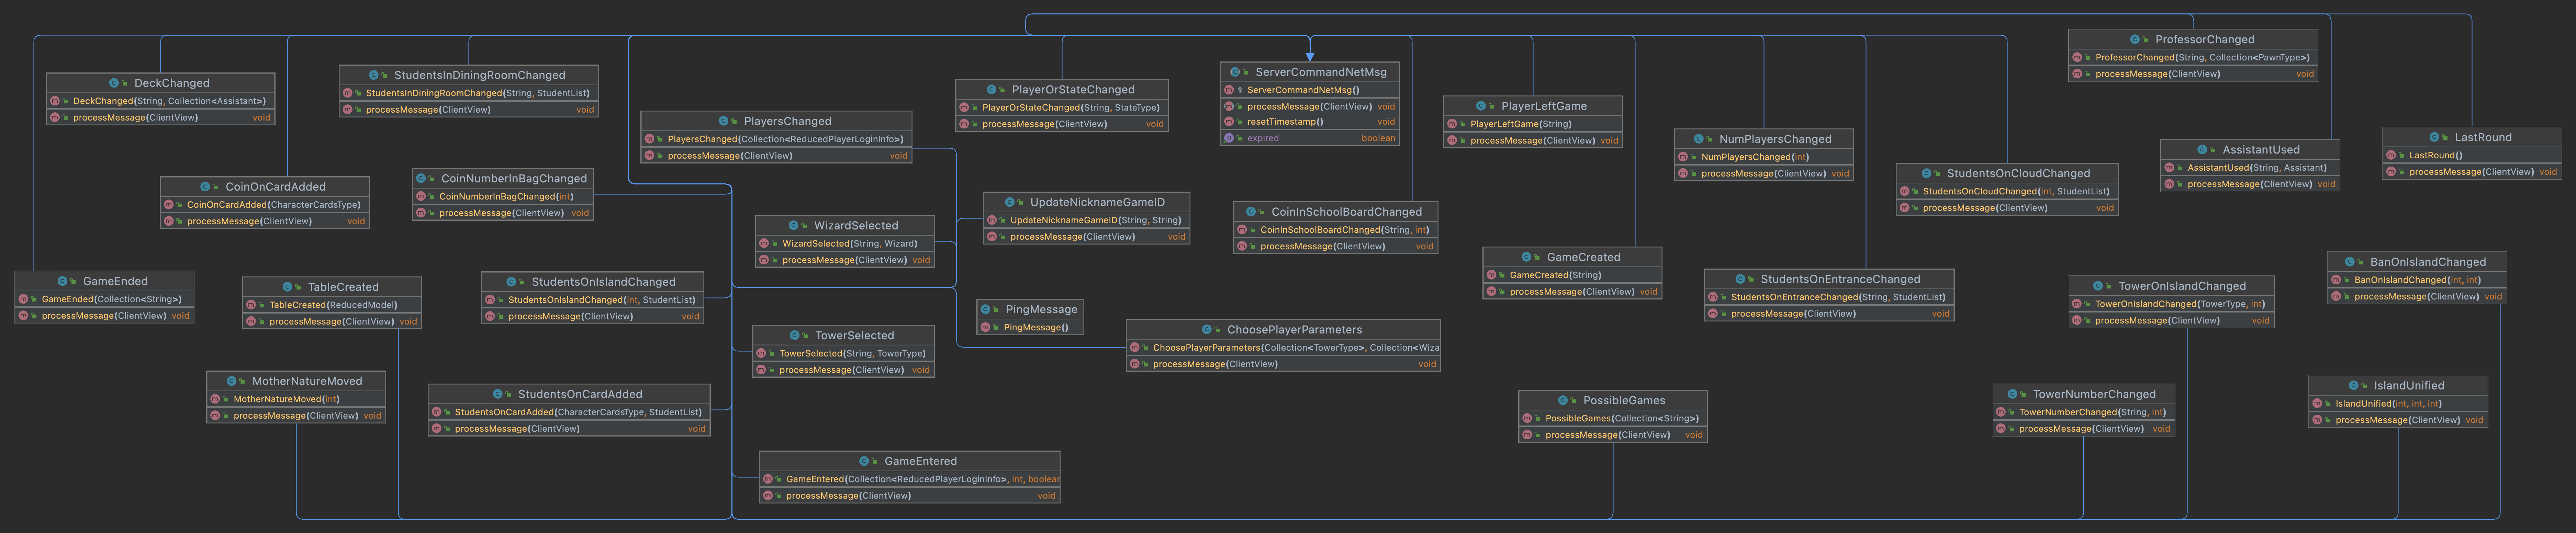 DeckChanged
DeckChanged(String, Collection<Assistant>)
processMessage(ClientView) void
StudentsInDiningRoomChanged
StudentsInDiningRoomChanged(String, StudentList)
processMessage(ClientView) void
PlayersChanged
PlayersChanged(Collection<ReducedPlayerLoginInfo>)
processMessage(ClientView) void
PlayerOrStateChanged
PlayerOrStateChanged(String, StateType)
processMessage(ClientView) void
ServerCommandNetMsg
ServerCommandNetMsg()
processMessage(ClientView) void
resetTimestamp() void
expired boolean
PlayerLeftGame
PlayerLeftGame(String)
processMessage(ClientView) void
NumPlayersChanged
NumPlayersChanged(int)
processMessage(ClientView) void
ProfessorChanged
ProfessorChanged(String, Collection<PawnType>)
processMessage(ClientView) void
AssistantUsed
AssistantUsed(String, Assistant)
processMessage(ClientView) void
LastRound
LastRound()
processMessage(ClientView) void
CoinOnCardAdded
CoinOnCardAdded(CharacterCardsType)
processMessage(ClientView) void
CoinNumberInBagChanged
CoinNumberInBagChanged(int)
processMessage(ClientView) void
WizardSelected
WizardSelected(String, Wizard)
processMessage(ClientView) void
UpdateNicknameGameID
UpdateNicknameGameID(String, String)
processMessage(ClientView) void
CoinInSchoolBoardChanged
CoinInSchoolBoardChanged(String, int)
processMessage(ClientView) void
StudentsOnCloudChanged
StudentsOnCloudChanged(int, StudentList)
processMessage(ClientView) void
GameEnded
GameEnded(Collection<String>)
processMessage(ClientView) void
TableCreated
TableCreated(ReducedModel)
processMessage(ClientView) void
StudentsOnIslandChanged
StudentsOnIslandChanged(int, StudentList)
processMessage(ClientView) void
TowerSelected
TowerSelected(String, TowerType)
processMessage(ClientView) void
PingMessage
PingMessage()
ChoosePlayerParameters
ChoosePlayerParameters(Collection<TowerType>, Collection<Wiza
processMessage(ClientView) void
GameCreated
GameCreated(String)
processMessage(ClientView) void
StudentsOnEntranceChanged
StudentsOnEntranceChanged(String, StudentList)
processMessage(ClientView) void
TowerOnIslandChanged
TowerOnIslandChanged(TowerType, int)
processMessage(ClientView) void
BanOnIslandChanged
BanOnIslandChanged(int, int)
processMessage(ClientView) void
MotherNatureMoved
MotherNatureMoved(int)
processMessage(ClientView) void
StudentsOnCardAdded
StudentsOnCardAdded(CharacterCardsType, StudentList)
processMessage(ClientView) void
GameEntered
GameEntered(Collection<ReducedPlayerLoginInfo>, int, boolear
processMessage(ClientView) void
PossibleGames
PossibleGames(Collection<String>)
processMessage(ClientView) void
TowerNumberChanged
TowerNumberChanged(String, int)
processMessage(ClientView) void
IslandUnified
IslandUnified(int, int, int)
processMessage(ClientView) void